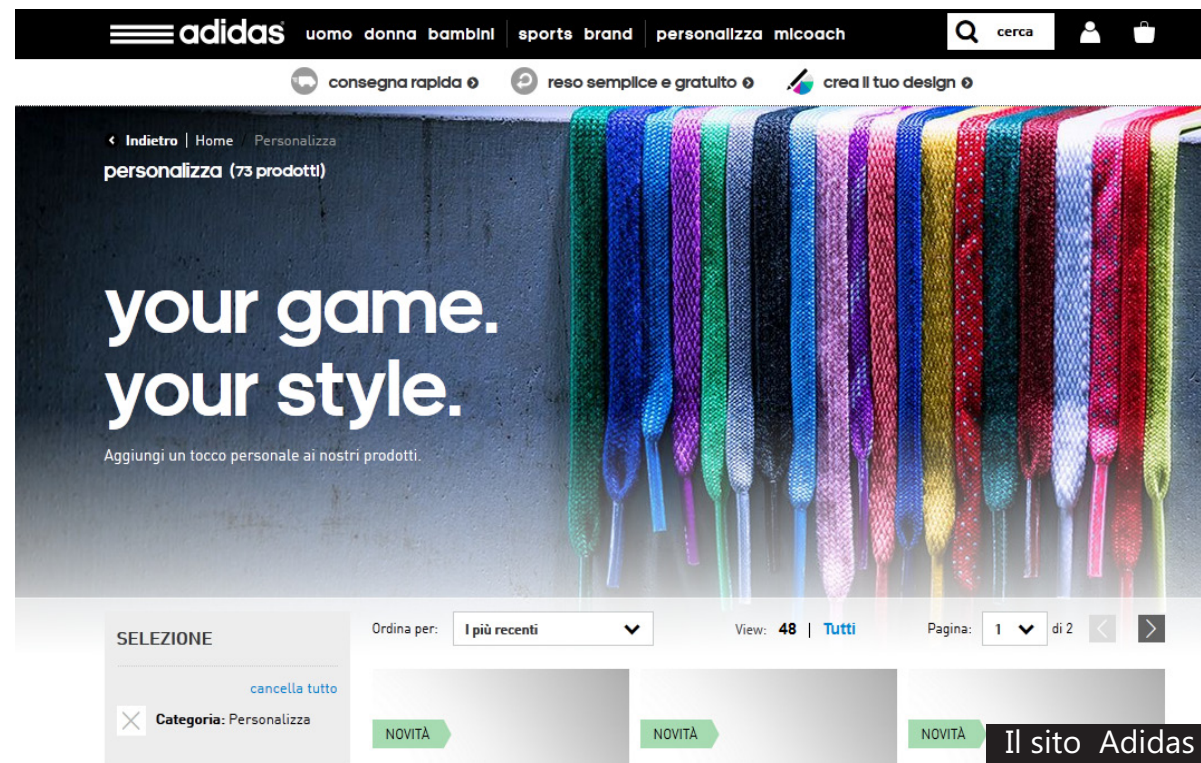 adidas uomo donna bambini sports brand personalizza micoach cerca
consegna rapida reso semplice e gratuito crea il tuo design
Indietro | Home / Personalizza
personalizza (73 prodotti)
your game.
your style.
Aggiungi un tocco personale ai nostri prodotti.
SELEZIONE
cancella tutto
Categoria: Personalizza
Ordina per: I più recenti View: 48 | Tutti Pagina: 1 di 2
NOVITÀ NOVITÀ NOVITÀ
Il sito Adidas